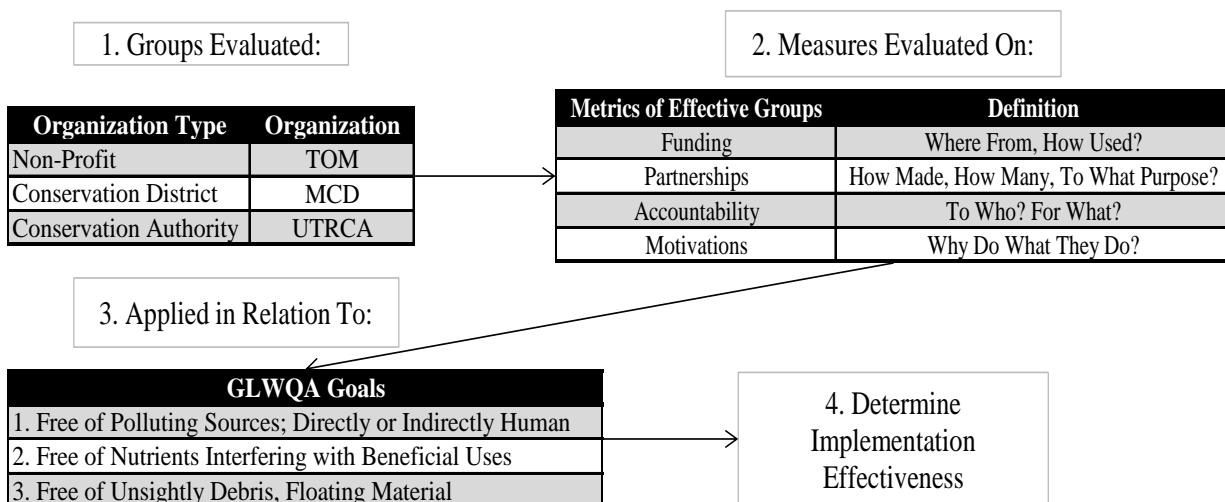 1. Groups Evaluated:
2. Measures Evaluated On:
Organization Type Organization
Non-Profit TOM
Conservation District MCD
Conservation Authority UTRCA
Metrics of Effective Groups Definition
Funding Where From, How Used?
Partnerships How Made, How Many, To What Purpose?
Accountability To Who? For What?
Motivations Why Do What They Do?
3. Applied in Relation To:
GLWQA Goals
1. Free of Polluting Sources; Directly or Indirectly Human
2. Free of Nutrients Interfering with Beneficial Uses
3. Free of Unsightly Debris, Floating Material
4. Determine
Implementation
Effectiveness